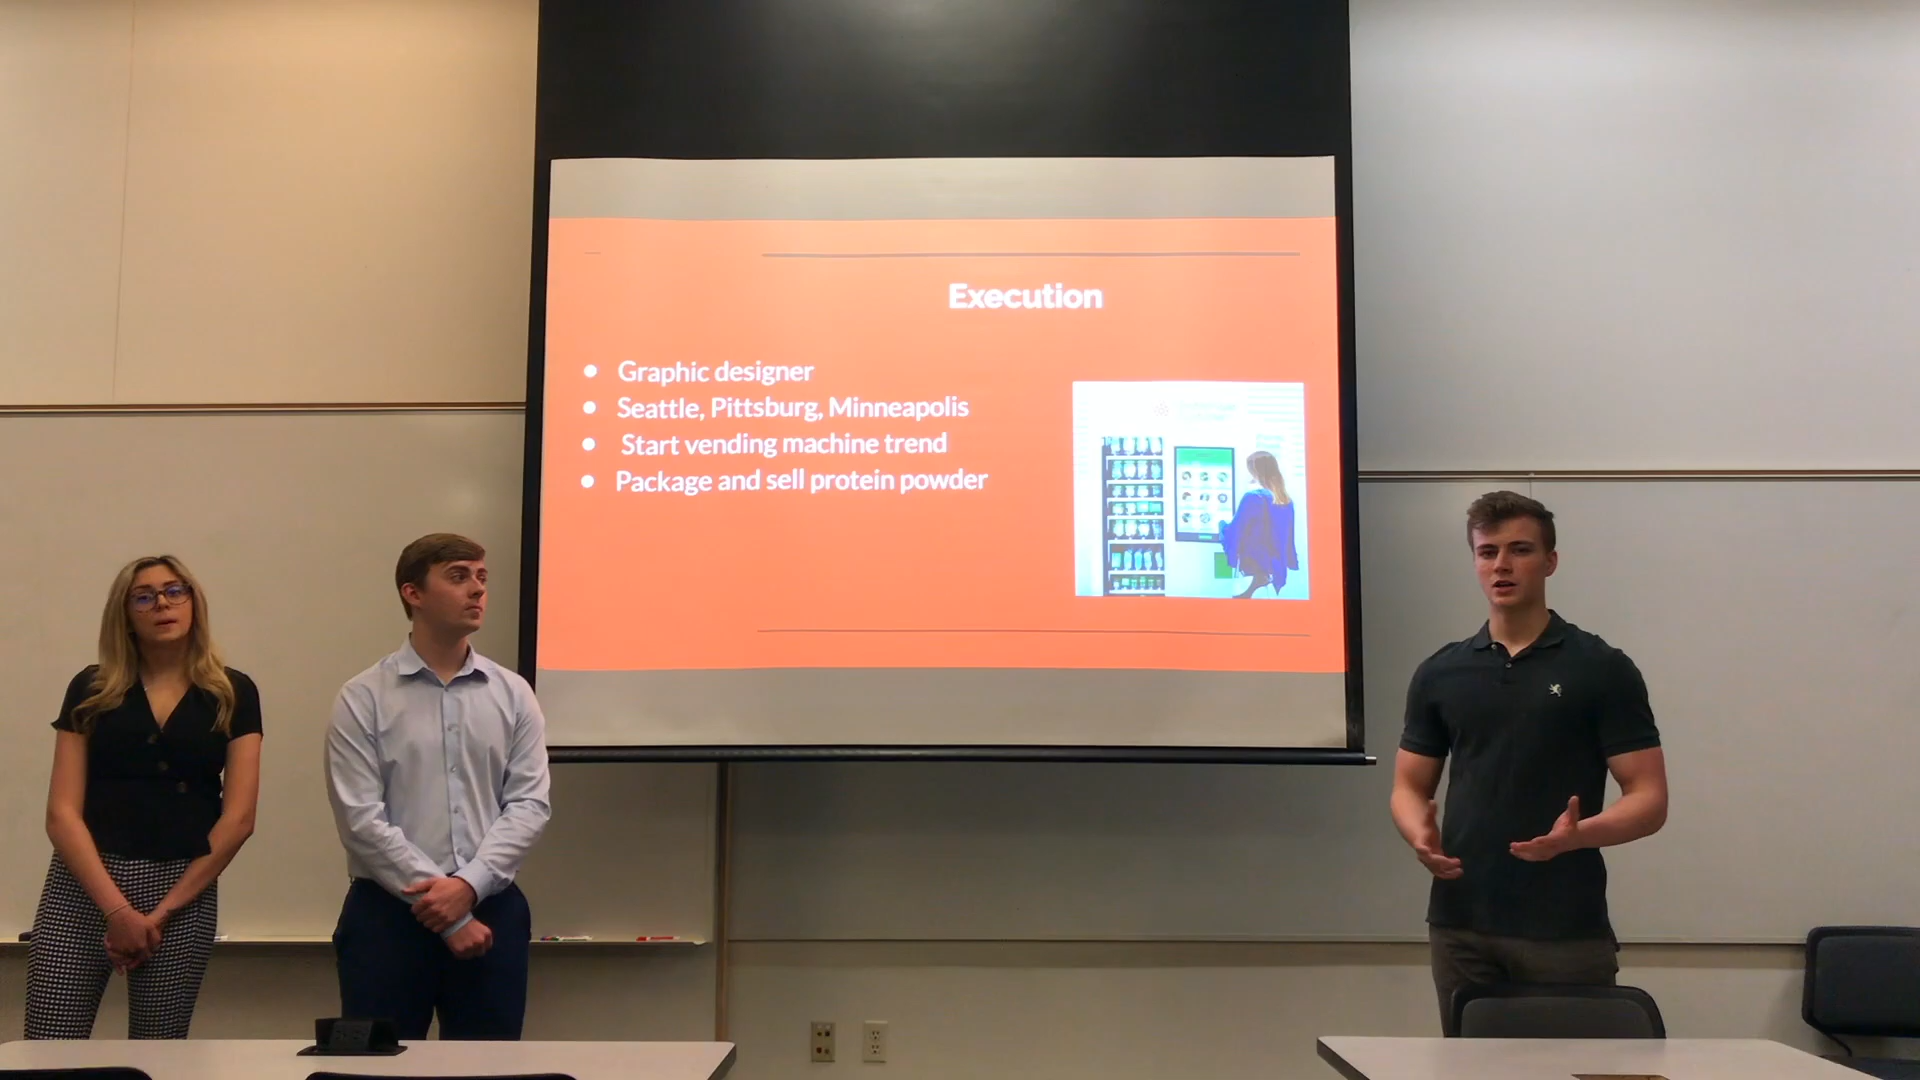 Execution
● Graphic designer
● Seattle, Pittsburg, Minneapolis
● Start vending machine trend
● Package and sell protein powder